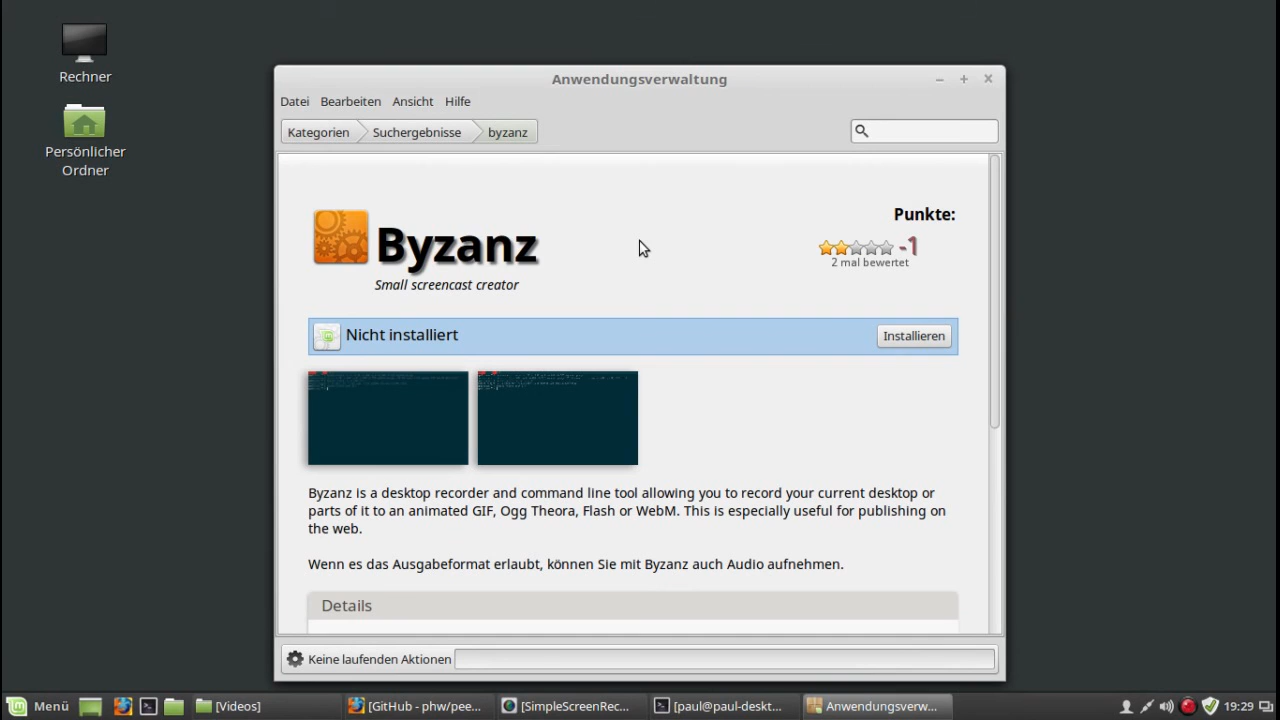 Rechner
Persönlicher
Ordner
Anwendungsverwaltung
Datei Bearbeiten Ansicht Hilfe
Kategorien Suchergebnisse byzanz
Punkte:
Byzanz
-1
2 mal bewertet
Small screencast creator
Nicht installiert Installieren
Byzanz is a desktop recorder and command line tool allowing you to record your current desktop or
parts of it to an animated GIF, Ogg Theora, Flash or WebM. This is especially useful for publishing on
the web.
Wenn es das Ausgabeformat erlaubt, können Sie mit Byzanz auch Audio aufnehmen.
Details
Keine laufenden Aktionen
Menü [Videos] [GitHub - phw/pee... [SimpleScreenRec... [paul@paul-deskt... Anwendungsverw... 19:29